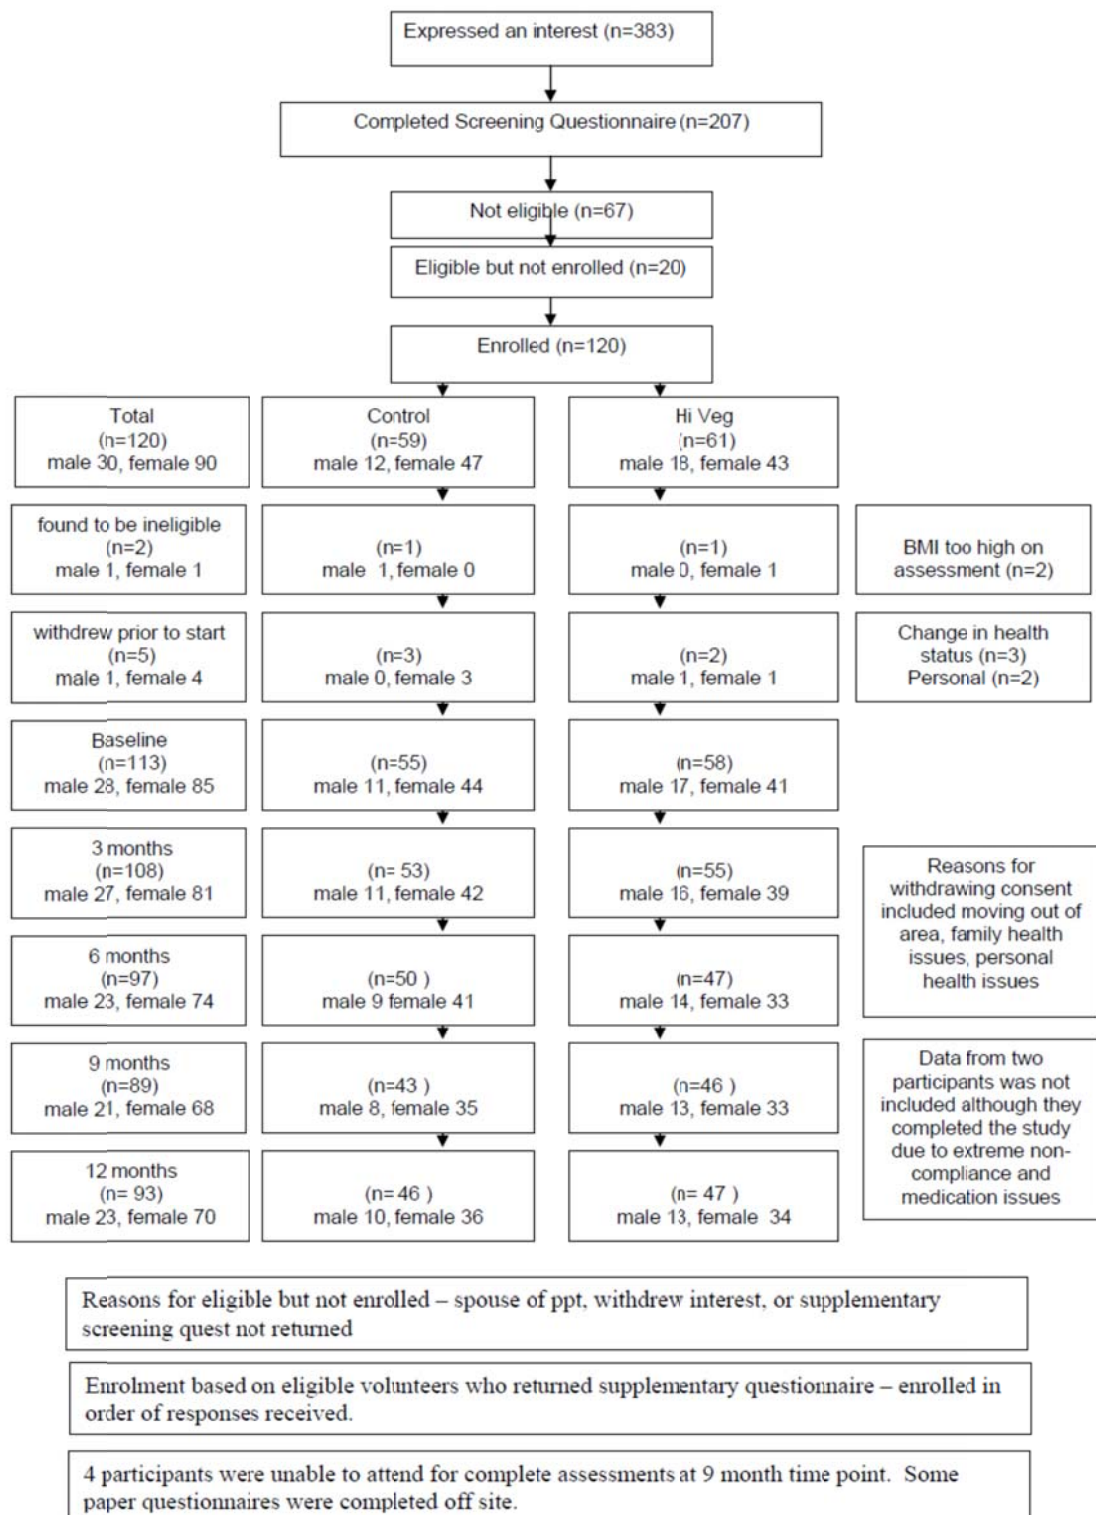 Expressed an interest (n=383)
Completed Screening Questionnaire (n=207)
Not eligible (n=67)
Eligible but not enrolled (n=20)
Enrolled (n=120)
Total
(n=120)
male 30, female 90
Control
(n=59)
male 12, female 47
Hi Veg
(n=61)
male 18, female 43
found to be ineligible
(n=2)
male 1, female 1
(n=1)
male 1, female 0
(n=1)
male 0, female 1
BMI too high on
assessment (n=2)
withdrew prior to start
(n=5)
male 1, female 4
(n=3)
male 0, female 3
(n=2)
male 1, female 1
Change in health
status (n=3)
Personal (n=2)
Baseline
(n=113)
male 28, female 85
(n=55)
male 11, female 44
(n=58)
male 17, female 41
3 months
(n=108)
male 27, female 81
(n= 53)
male 11, female 42
(n=55)
male 16, female 39
Reasons for
withdrawing consent
included moving out of
area, family health
issues, personal
health issues
6 months
(n=97)
male 23, female 74
(n=50 )
male 9 female 41
(n=47)
male 14, female 33
9 months
(n=89)
male 21, female 68
(n=43 )
male 8, female 35
(n=46 )
male 13, female 33
Data from two
participants was not
included although they
completed the study
due to extreme non-
compliance and
medication issues
12 months
(n= 93)
male 23, female 70
(n= 46 )
male 10, female 36
(n= 47 )
male 13, female 34
Reasons for eligible but not enrolled – spouse of ppt, withdrew interest, or supplementary
screening quest not returned
Enrolment based on eligible volunteers who returned supplementary questionnaire – enrolled in
order of responses received.
4 participants were unable to attend for complete assessments at 9 month time point. Some
paper questionnaires were completed off site.